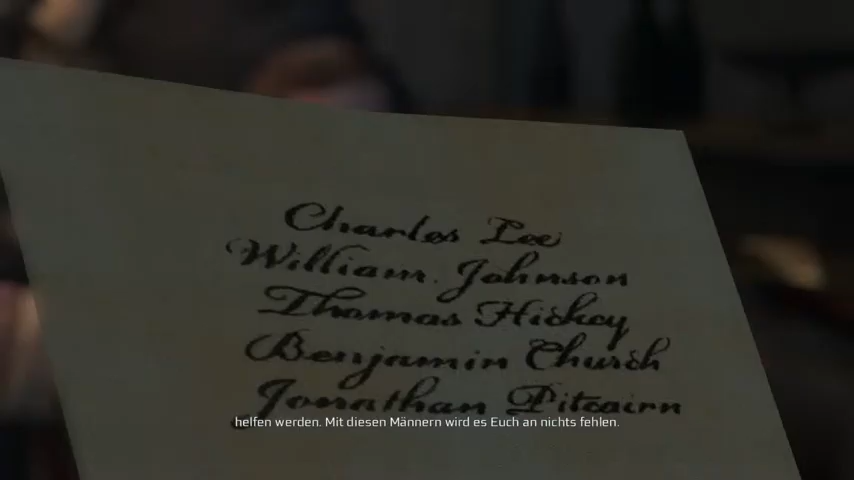 Charles Lee
William Johnson
Thomas Hickey
Benjamin Church
Jonathan Pitcairn
helfen werden. Mit diesen Männern wird es Euch an nichts fehlen.